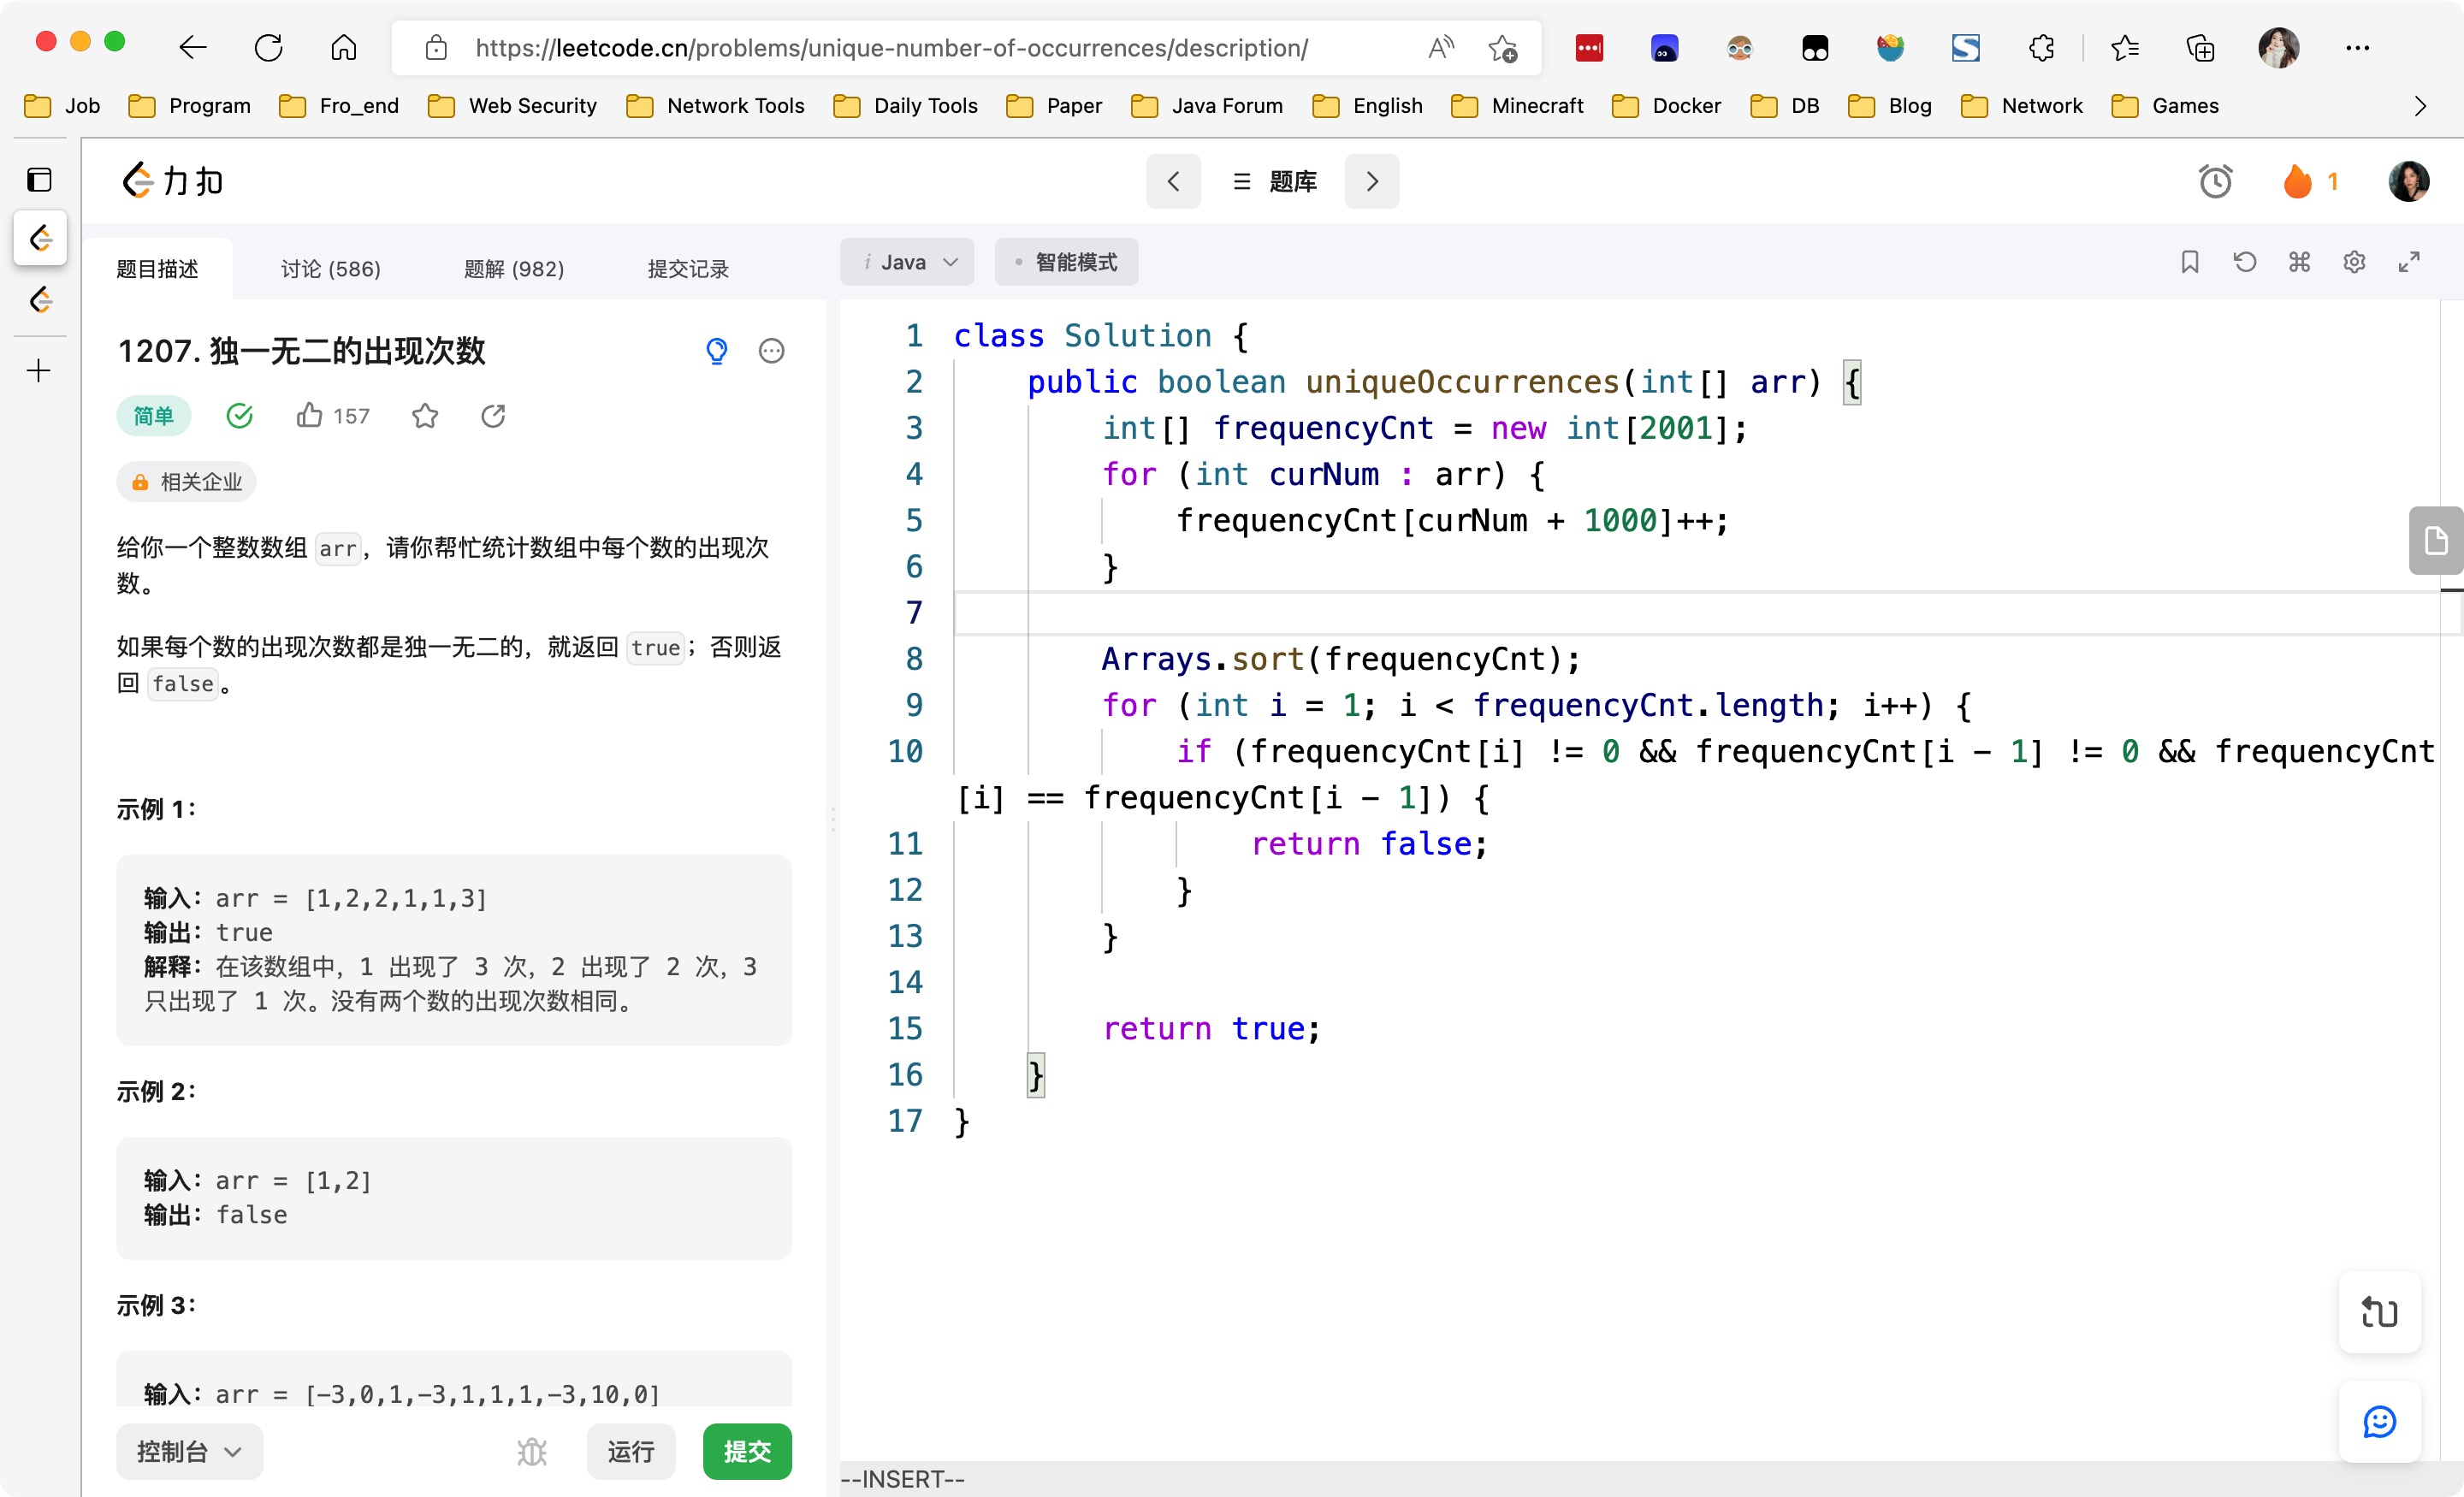 https://leetcode.cn/problems/unique-number-of-occurrences/description/
Job Program Fro_end Web Security Network Tools Daily Tools Paper Java Forum English Minecraft Docker DB Blog Network Games
力扣
题库
1
题目描述 讨论 (586) 题解 (982) 提交记录
1207. 独一无二的出现次数
简单 157
相关企业
给你一个整数数组 arr，请你帮忙统计数组中每个数的出现次
数。
如果每个数的出现次数都是独一无二的，就返回 true；否则返
回 false。
示例 1：
输入：arr = [1,2,2,1,1,3]
输出：true
解释：在该数组中，1 出现了 3 次，2 出现了 2 次，3
只出现了 1 次。没有两个数的出现次数相同。
示例 2：
输入：arr = [1,2]
输出：false
示例 3：
输入：arr = [-3,0,1,-3,1,1,1,-3,10,0]
控制台 运行 提交
i Java 智能模式
1 class Solution {
2 public boolean uniqueOccurrences(int[] arr) {
3 int[] frequencyCnt = new int[2001];
4 for (int curNum : arr) {
5 frequencyCnt[curNum + 1000]++;
6 }
7
8 Arrays.sort(frequencyCnt);
9 for (int i = 1; i < frequencyCnt.length; i++) {
10 if (frequencyCnt[i] != 0 && frequencyCnt[i - 1] != 0 && frequencyCnt
[i] == frequencyCnt[i - 1]) {
11 return false;
12 }
13 }
14
15 return true;
16 }
17 }
--INSERT--